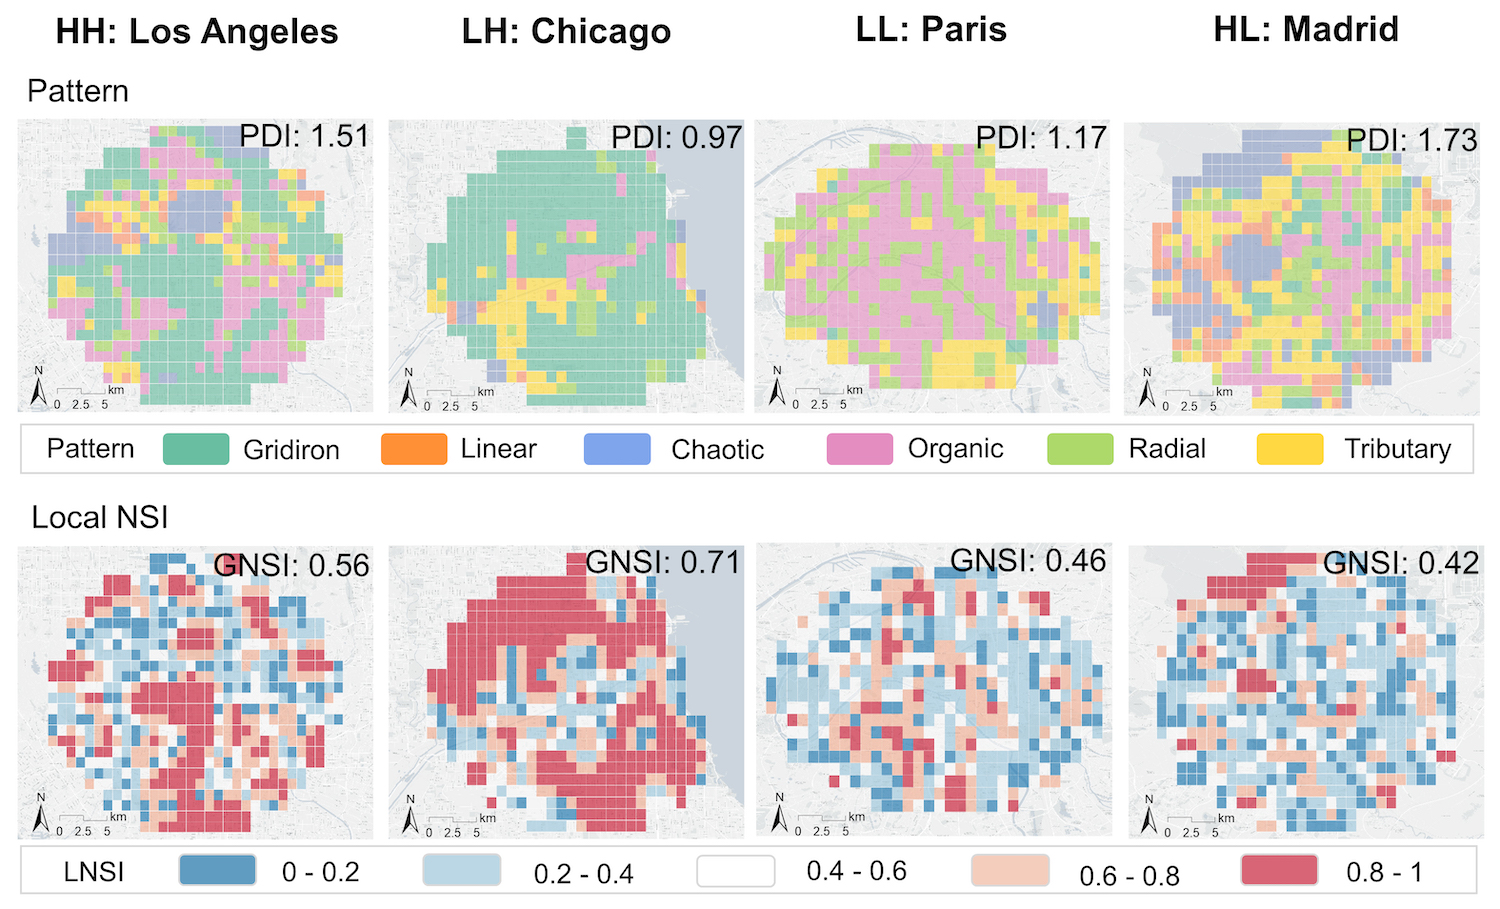 HH: Los Angeles LH: Chicago LL: Paris HL: Madrid
Pattern
PDI: 1.51 PDI: 0.97 PDI: 1.17 PDI: 1.73
N N N N
km km km km
0 2.5 5 0 2.5 5 0 2.5 5 0 2.5 5
Pattern Gridiron Linear Chaotic Organic Radial Tributary
Local NSI
GNSI: 0.56 GNSI: 0.71 GNSI: 0.46 GNSI: 0.42
N N N N
km km km km
0 2.5 5 0 2.5 5 0 2.5 5 0 2.5 5
LNSI 0 - 0.2 0.2 - 0.4 0.4 - 0.6 0.6 - 0.8 0.8 - 1